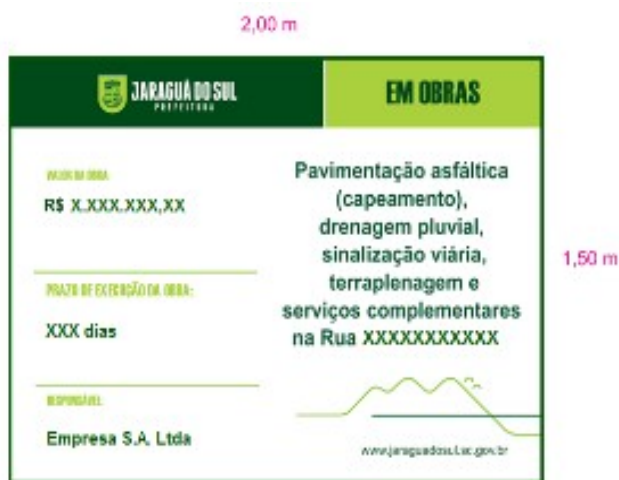 2,00 m
JARAGUÁ DO SUL
PREFEITURA
EM OBRAS
VALOR DA OBRA:
R$ X.XXX.XXX,XX
PRAZO DE EXECUÇÃO DA OBRA:
XXX dias
RESPONSÁVEL:
Empresa S.A. Ltda
Pavimentação asfáltica
(capeamento),
drenagem pluvial,
sinalização viária,
terraplenagem e
serviços complementares
na Rua XXXXXXXXXXX
www.jaraguadosul.sc.gov.br
1,50 m